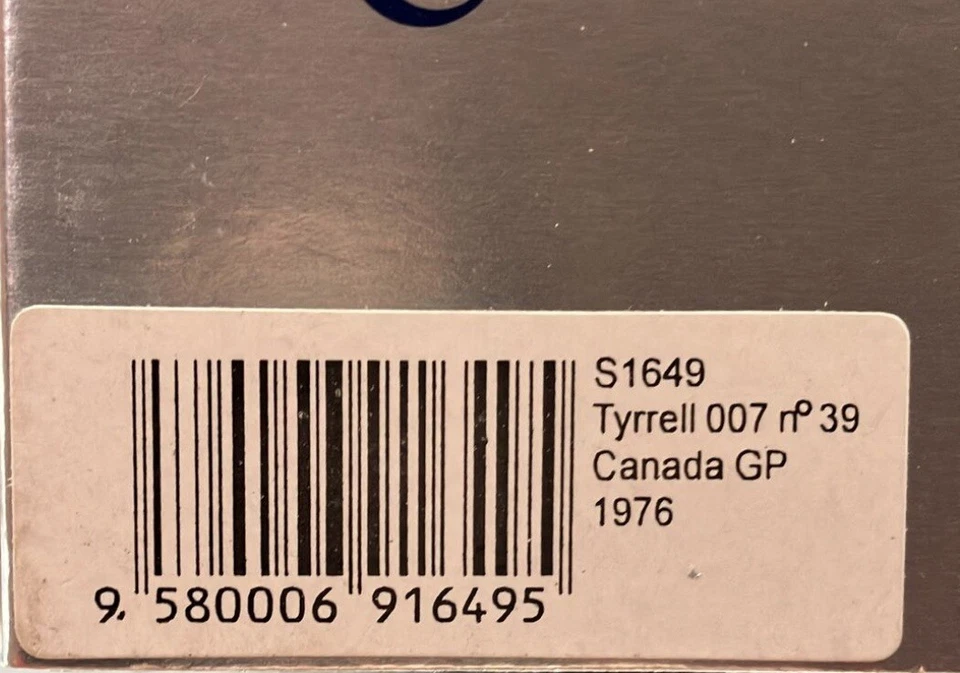 S1649
Tyrrell 007 nº 39
Canada GP
1976
9 580006 916495